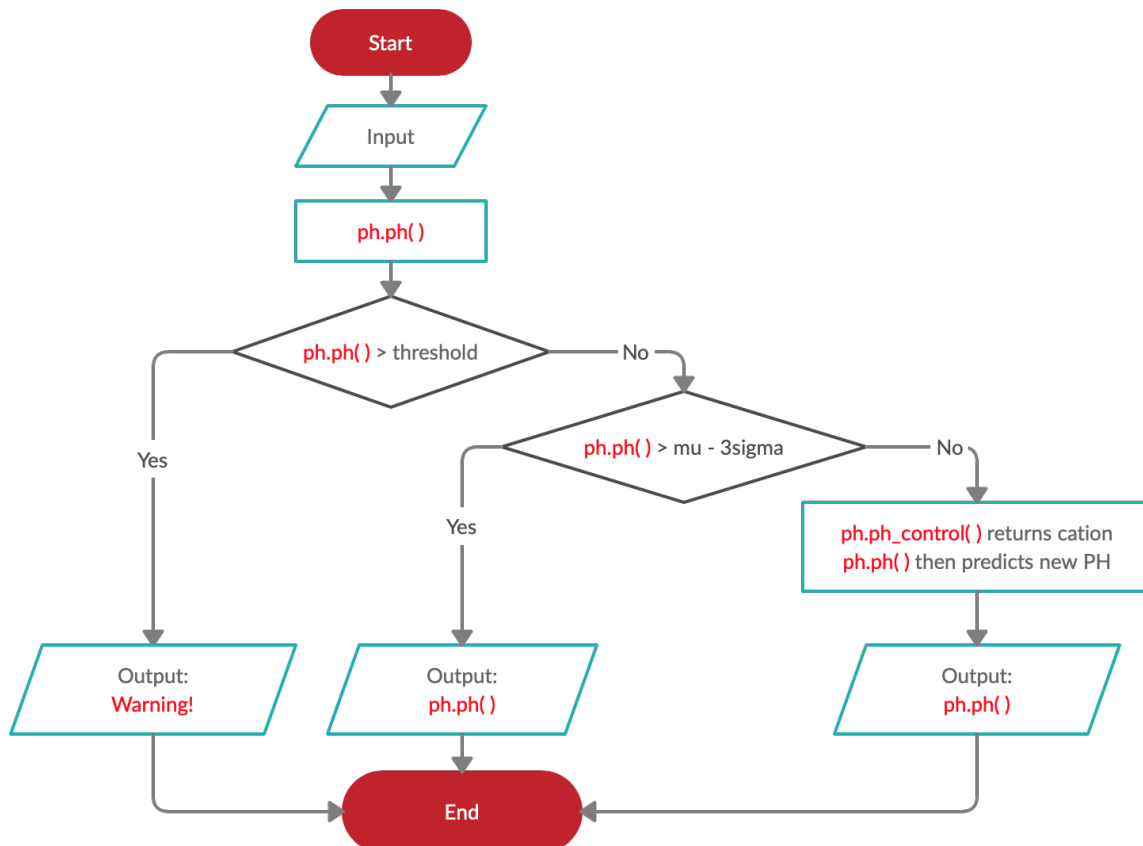 Start
Input
ph.ph( )
ph.ph( ) > threshold
No
ph.ph( ) > mu - 3sigma
No
Yes
Yes
ph.ph_control( ) returns cation
ph.ph( ) then predicts new PH
Output:
Warning!
Output:
ph.ph( )
Output:
ph.ph( )
End